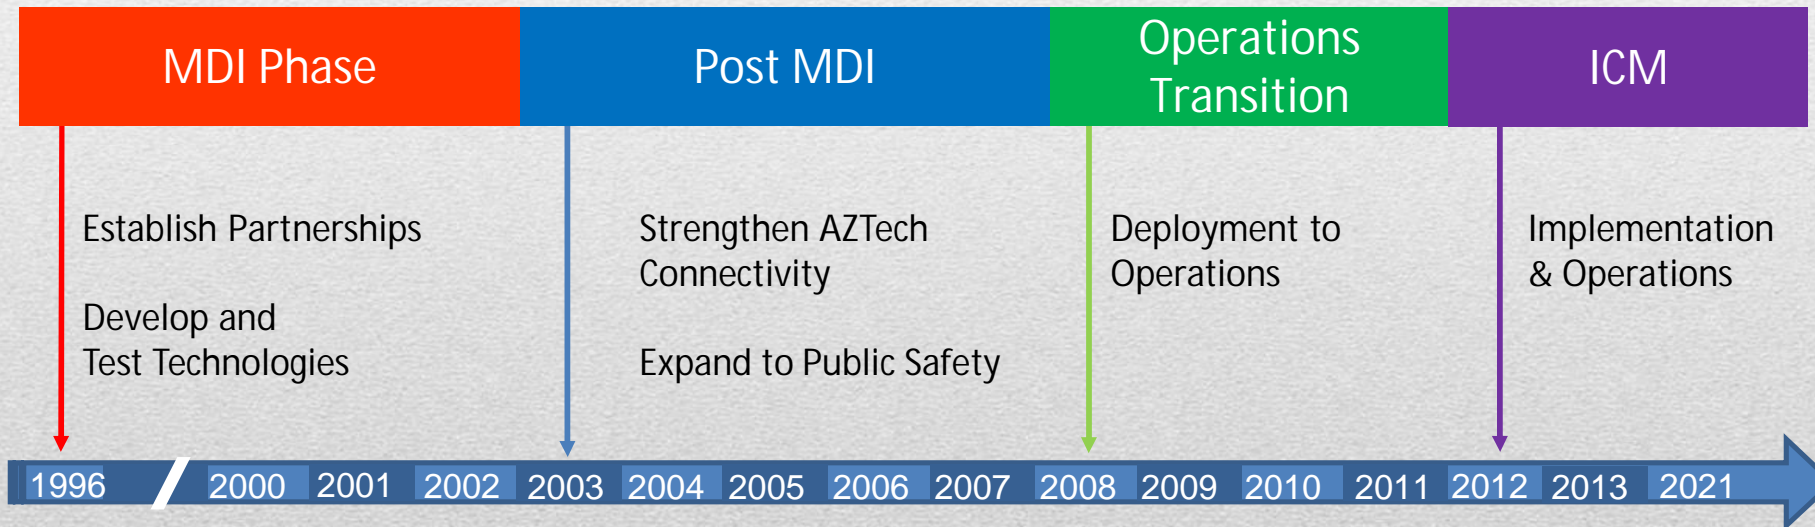 MDI Phase
Post MDI
Operations
Transition
ICM
Establish Partnerships
Develop and
Test Technologies
Strengthen AZTech
Connectivity
Expand to Public Safety
Deployment to
Operations
Implementation
& Operations
1996 2000 2001 2002 2003 2004 2005 2006 2007 2008 2009 2010 2011 2012 2013 2021